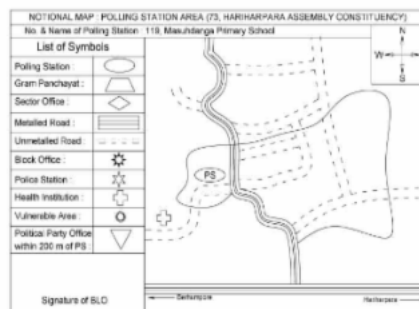 NOTIONAL MAP : POLLING STATION AREA (73, HARIHARPARA ASSEMBLY CONSTITUENCY)
No. & Name of Polling Station : 119, Masuhdanga Primary School
List of Symbols
Polling Station :
Gram Panchayat :
Sector Office :
Metalled Road :
Unmetalled Road :
Block Office :
Police Station :
Health Institution :
Vulnerable Area :
Political Party Office
within 200 m of PS :
Signature of BLO
N
W
E
S
PS
Berhampore
Hariharpara